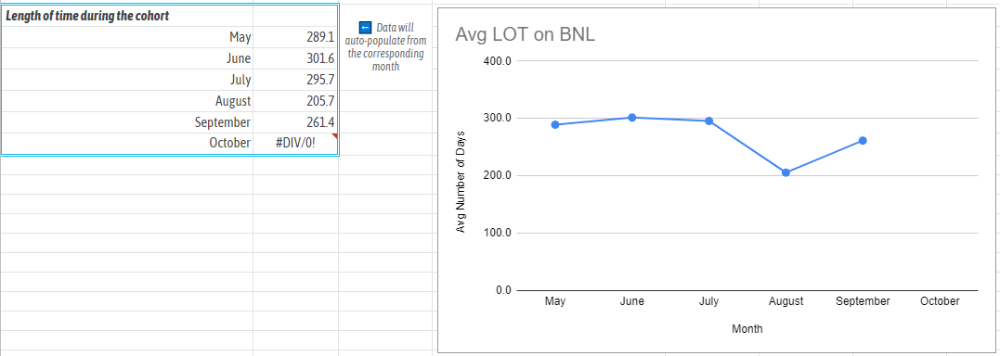 Length of time during the cohort
May 289.1
June 301.6
July 295.7
August 205.7
September 261.4
October #DIV/0!
← Data will
auto-populate from
the corresponding
month
Avg LOT on BNL
Avg Number of Days
400.0
300.0
200.0
100.0
0.0
May June July August September October
Month